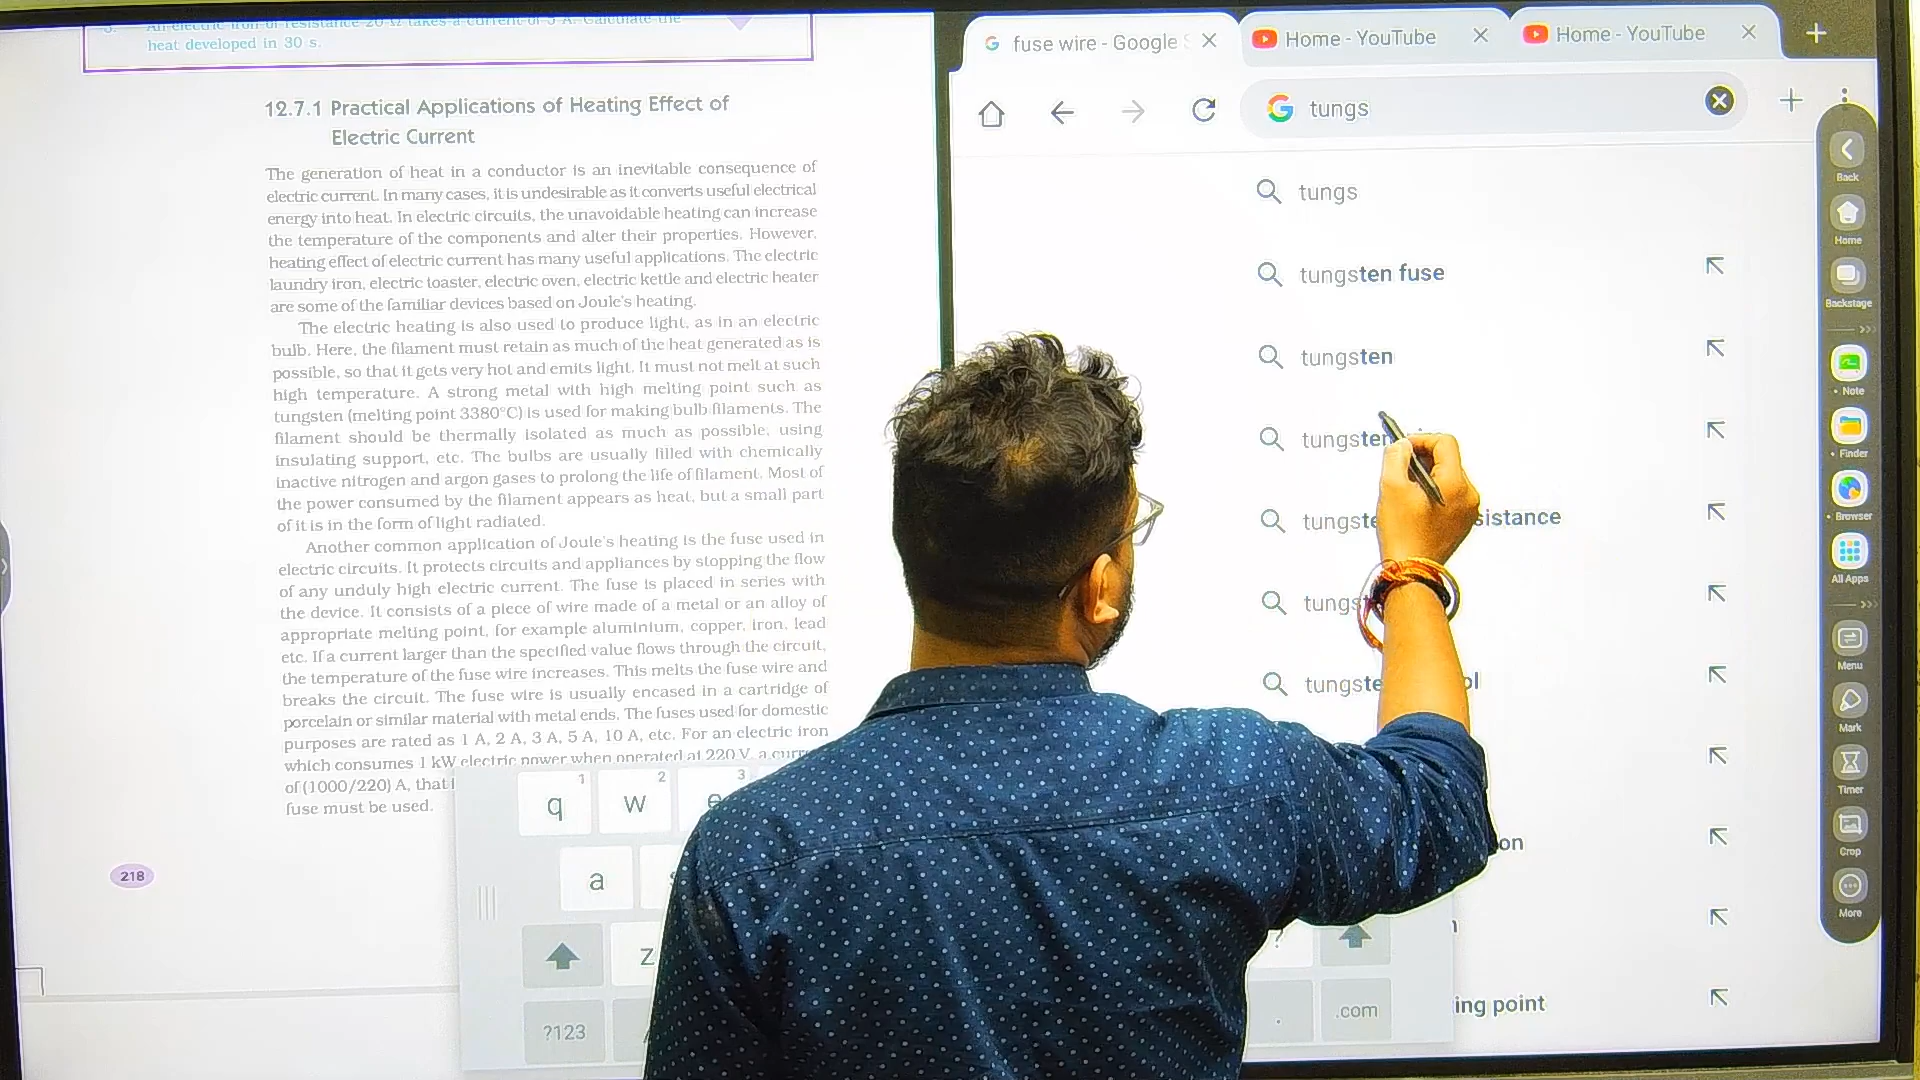 3. An electric iron of resistance 20 Ω takes a current of 5 A. Calculate the
heat developed in 30 s.
12.7.1 Practical Applications of Heating Effect of
Electric Current
The generation of heat in a conductor is an inevitable consequence of
electric current. In many cases, it is undesirable as it converts useful electrical
energy into heat. In electric circuits, the unavoidable heating can increase
the temperature of the components and alter their properties. However,
heating effect of electric current has many useful applications. The electric
laundry iron, electric toaster, electric oven, electric kettle and electric heater
are some of the familiar devices based on Joule's heating.
The electric heating is also used to produce light, as in an electric
bulb. Here, the filament must retain as much of the heat generated as is
possible, so that it gets very hot and emits light. It must not melt at such
high temperature. A strong metal with high melting point such as
tungsten (melting point 3380°C) is used for making bulb filaments. The
filament should be thermally isolated as much as possible, using
insulating support, etc. The bulbs are usually filled with chemically
inactive nitrogen and argon gases to prolong the life of filament. Most of
the power consumed by the filament appears as heat, but a small part
of it is in the form of light radiated.
Another common application of Joule's heating is the fuse used in
electric circuits. It protects circuits and appliances by stopping the flow
of any unduly high electric current. The fuse is placed in series with
the device. It consists of a piece of wire made of a metal or an alloy of
appropriate melting point, for example aluminium, copper, iron, lead
etc. If a current larger than the specified value flows through the circuit,
the temperature of the fuse wire increases. This melts the fuse wire and
breaks the circuit. The fuse wire is usually encased in a cartridge of
porcelain or similar material with metal ends. The fuses used for domestic
purposes are rated as 1 A, 2 A, 3 A, 5 A, 10 A, etc. For an electric iron
which consumes 1 kW electric power when operated at 220 V, a
of (1000/220) A, that
fuse must be used.
218
q 1
w 2
e 3
a
z
?123
?
.
.com
fuse wire - Google
Home - YouTube
Home - YouTube
tungs
tungs
tungsten fuse
tungsten
tungsten
sistance
tungs
on
ing point
Back
Home
Backstage
Note
Finder
Browser
All Apps
Menu
Mark
Timer
Crop
More